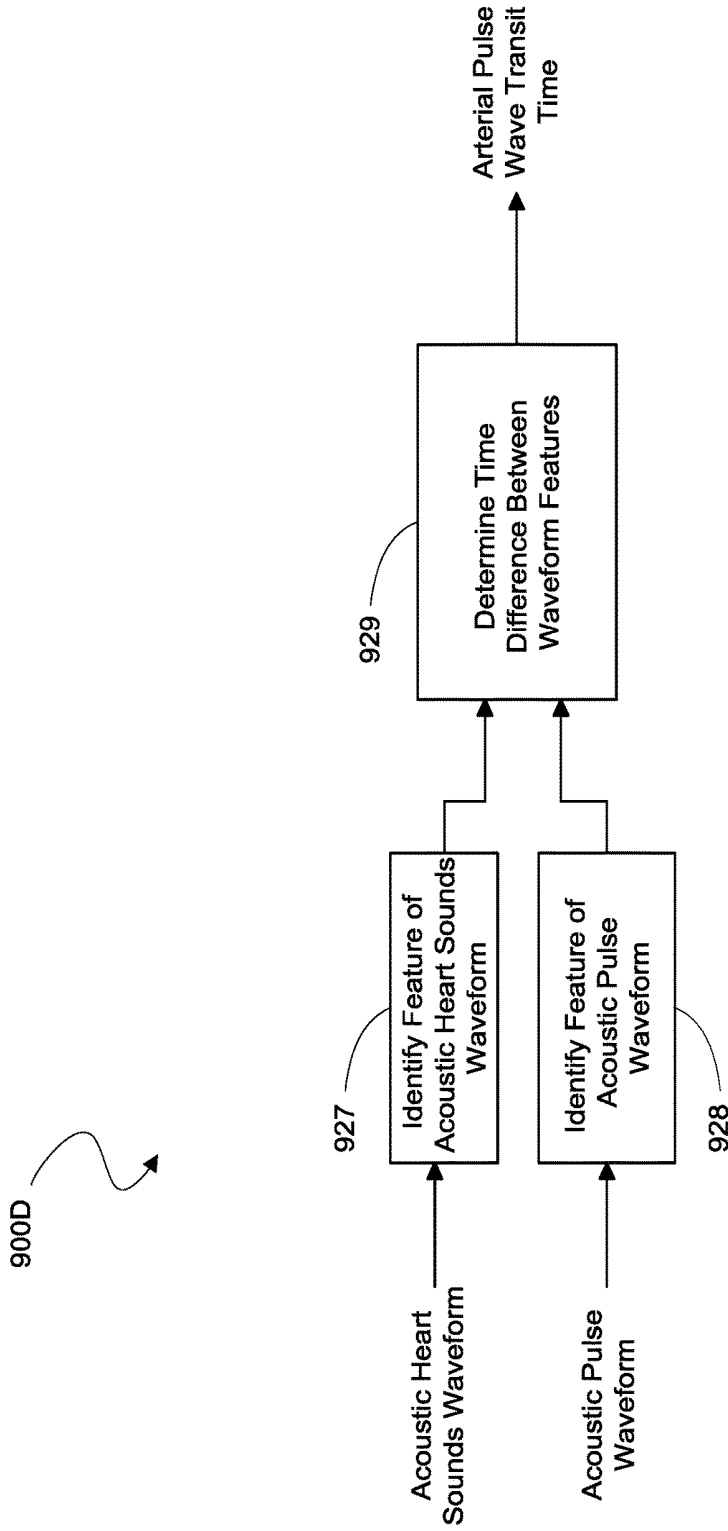 900D
Acoustic Heart
Sounds Waveform
927
Identify Feature of
Acoustic Heart Sounds
Waveform
Acoustic Pulse
Waveform
Identify Feature of
Acoustic Pulse
Waveform
928
929
Determine Time
Difference Between
Waveform Features
Arterial Pulse
Wave Transit
Time